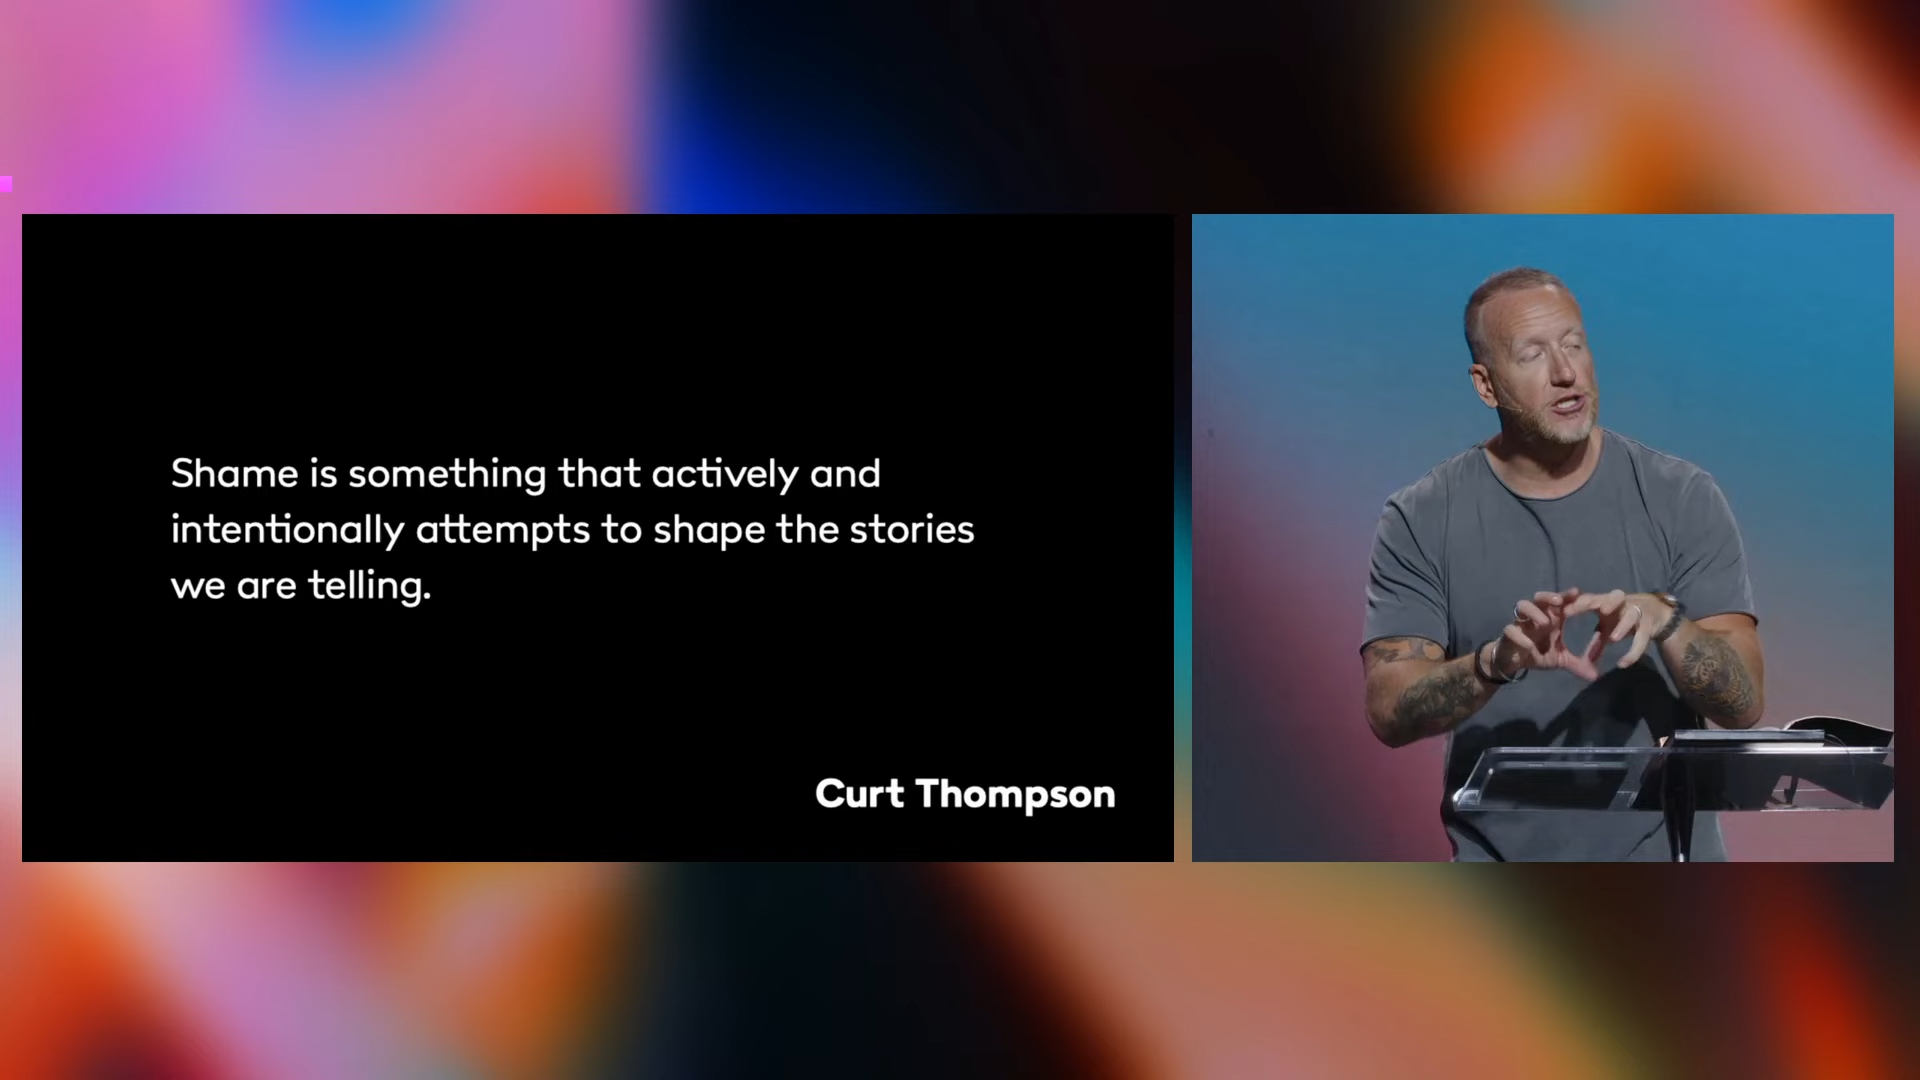 Shame is something that actively and
intentionally attempts to shape the stories
we are telling.
Curt Thompson